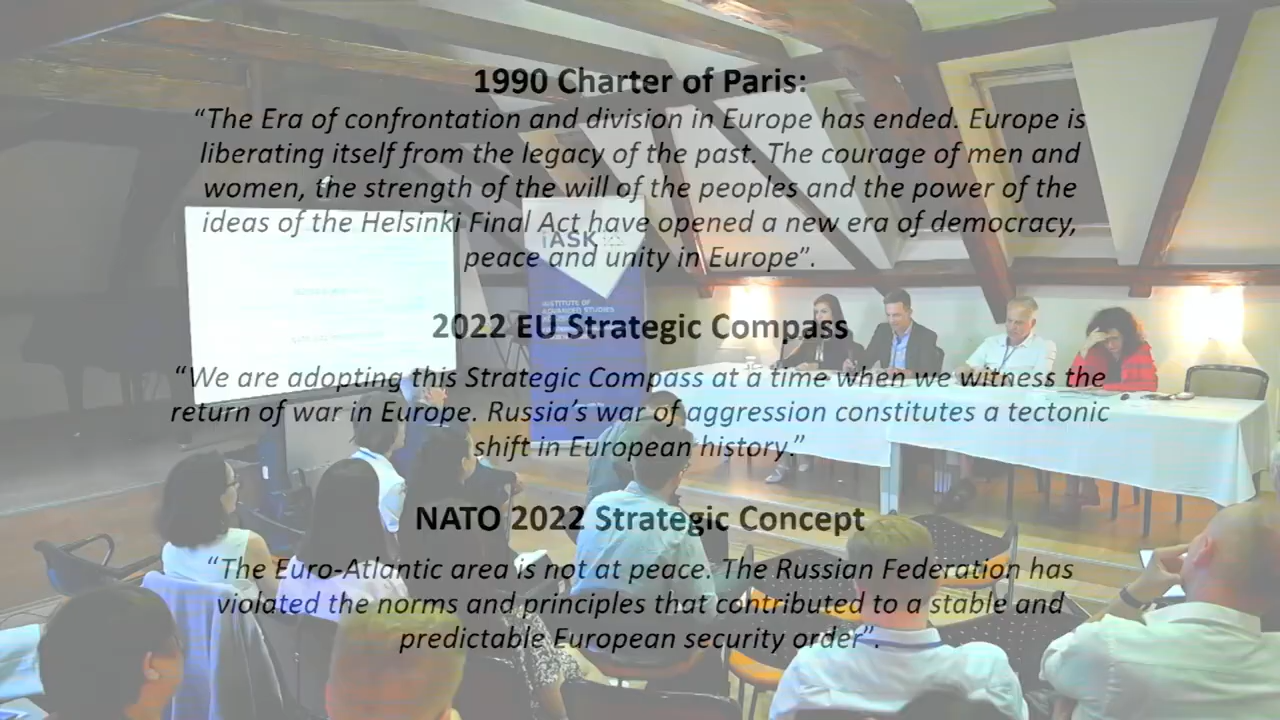 1990 Charter of Paris:
“The Era of confrontation and division in Europe has ended. Europe is
liberating itself from the legacy of the past. The courage of men and
women, the strength of the will of the peoples and the power of the
ideas of the Helsinki Final Act have opened a new era of democracy,
peace and unity in Europe”.
iASK
INSTITUTE OF
ADVANCED STUDIES
2022 EU Strategic Compass
“We are adopting this Strategic Compass at a time when we witness the
return of war in Europe. Russia’s war of aggression constitutes a tectonic
shift in European history.”
NATO 2022 Strategic Concept
“The Euro-Atlantic area is not at peace. The Russian Federation has
violated the norms and principles that contributed to a stable and
predictable European security order”.